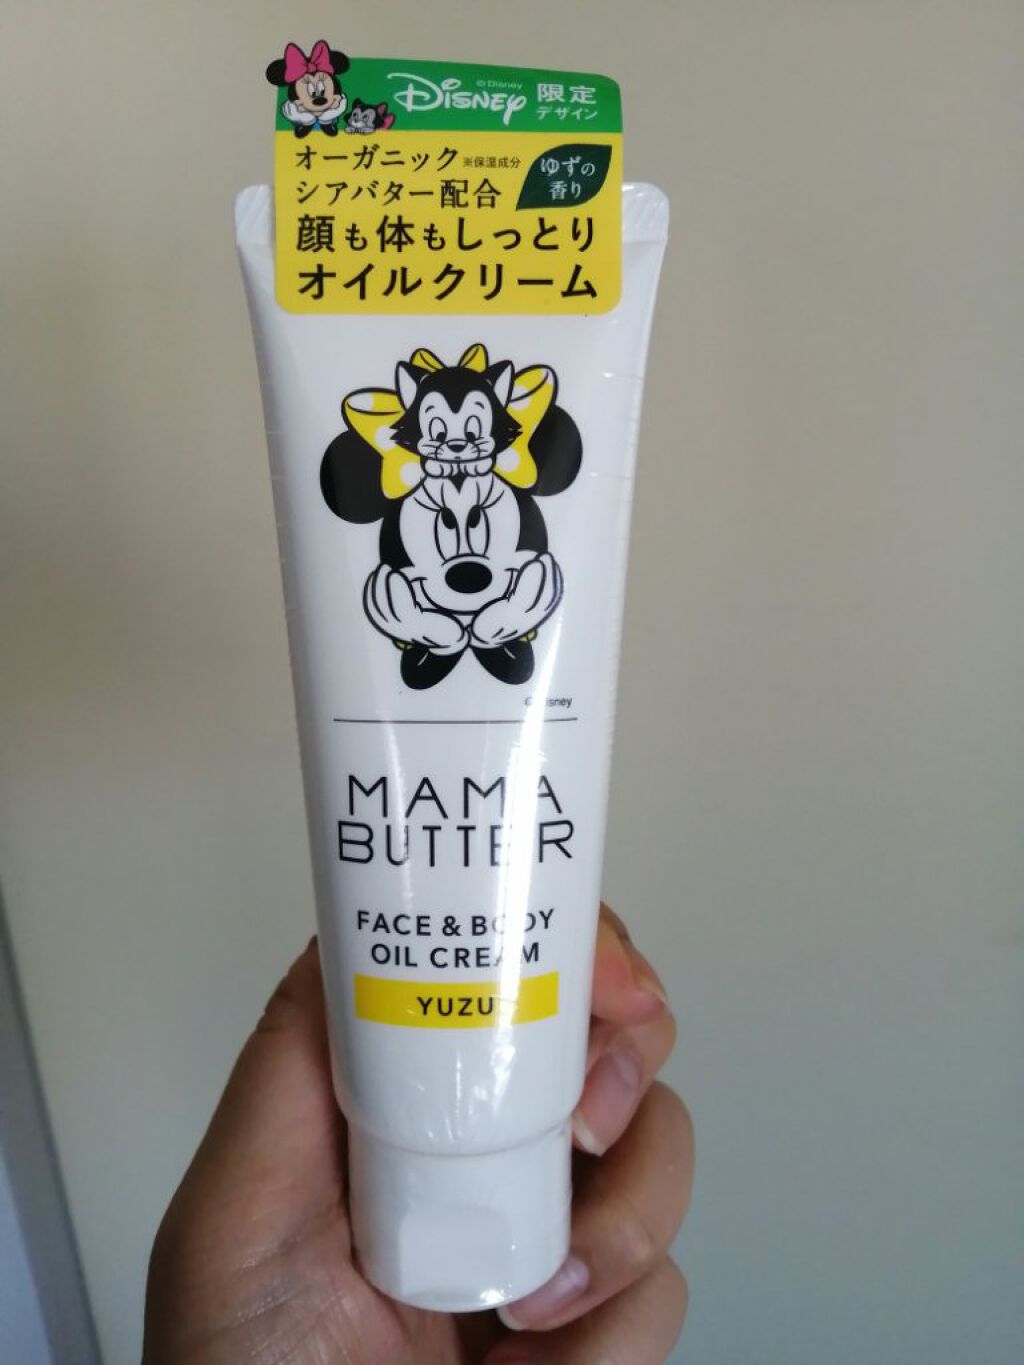 © Disney
Disney 限定
デザイン
オーガニック ※保湿成分
シアバター配合
ゆずの
香り
顔も体もしっとり
オイルクリーム
© Disney
MAMA
BUTTER
FACE & BODY
OIL CREAM
YUZU